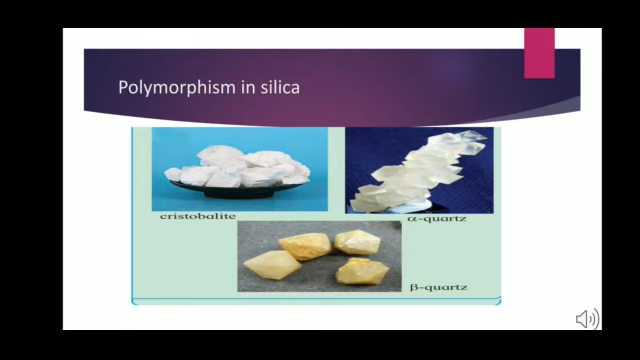 Polymorphism in silica
cristobalite
α-quartz
β-quartz